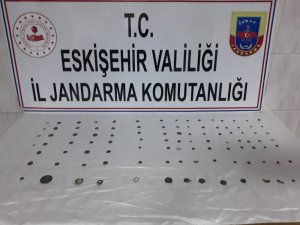 T.C.
ESKİŞEHİR VALİLİĞİ
İL JANDARMA KOMUTANLIĞI